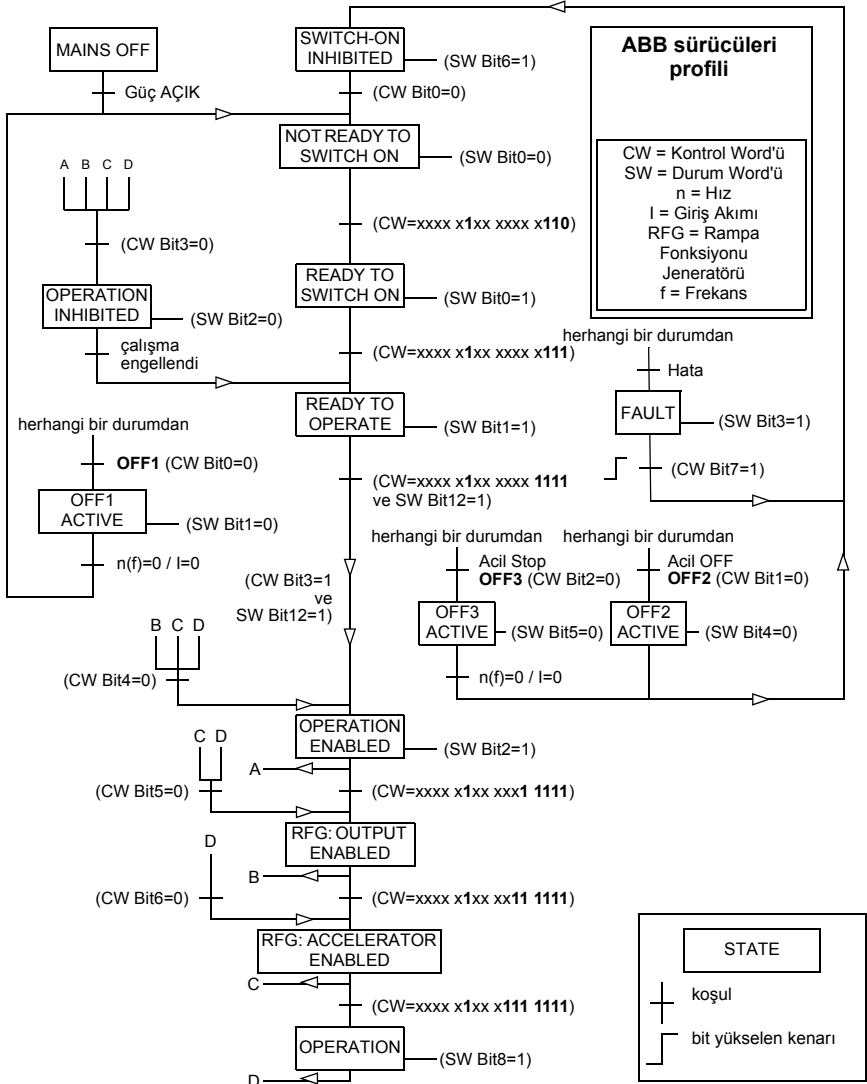 MAINS OFF
Güç AÇIK
SWITCH-ON
INHIBITED
(SW Bit6=1)
(CW Bit0=0)
NOT READY TO
SWITCH ON
(SW Bit0=0)
ABB sürücüleri
profili
CW = Kontrol Word'ü
SW = Durum Word'ü
n = Hız
I = Giriş Akımı
RFG = Rampa
Fonksiyonu
Jeneratörü
f = Frekans
A B C D
(CW Bit3=0)
(CW=xxxx x1xx xxxx x110)
OPERATION
INHIBITED
(SW Bit2=0)
çalışma
engellendi
READY TO
SWITCH ON
(SW Bit0=1)
(CW=xxxx x1xx xxxx x111)
herhangi bir durumdan
Hata
FAULT
(SW Bit3=1)
(CW Bit7=1)
READY TO
OPERATE
(SW Bit1=1)
herhangi bir durumdan
OFF1 (CW Bit0=0)
OFF1
ACTIVE
(SW Bit1=0)
n(f)=0 / I=0
(CW=xxxx x1xx xxxx 1111
ve SW Bit12=1)
herhangi bir durumdan
Acil Stop
OFF3 (CW Bit2=0)
OFF3
ACTIVE
(SW Bit5=0)
n(f)=0 / I=0
herhangi bir durumdan
Acil OFF
OFF2 (CW Bit1=0)
OFF2
ACTIVE
(SW Bit4=0)
(CW Bit3=1
ve
SW Bit12=1)
B C D
(CW Bit4=0)
OPERATION
ENABLED
(SW Bit2=1)
A
C D
(CW Bit5=0)
(CW=xxxx x1xx xxx1 1111)
RFG: OUTPUT
ENABLED
B
D
(CW Bit6=0)
(CW=xxxx x1xx xx11 1111)
RFG: ACCELERATOR
ENABLED
C
(CW=xxxx x1xx x111 1111)
OPERATION
(SW Bit8=1)
D
STATE
koşul
bit yükselen kenarı